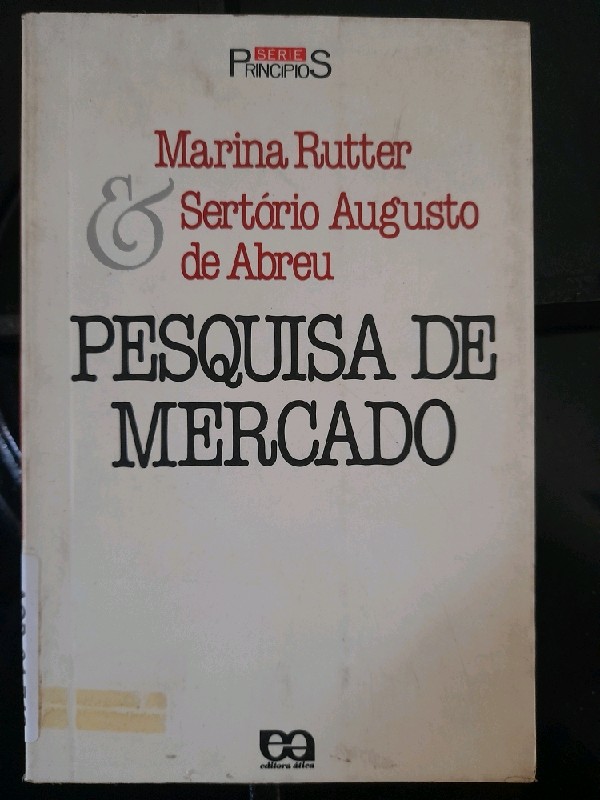 SÉRIE
PRINCÍPIOS
Marina Rutter
& Sertório Augusto
de Abreu
PESQUISA DE
MERCADO
editora ática